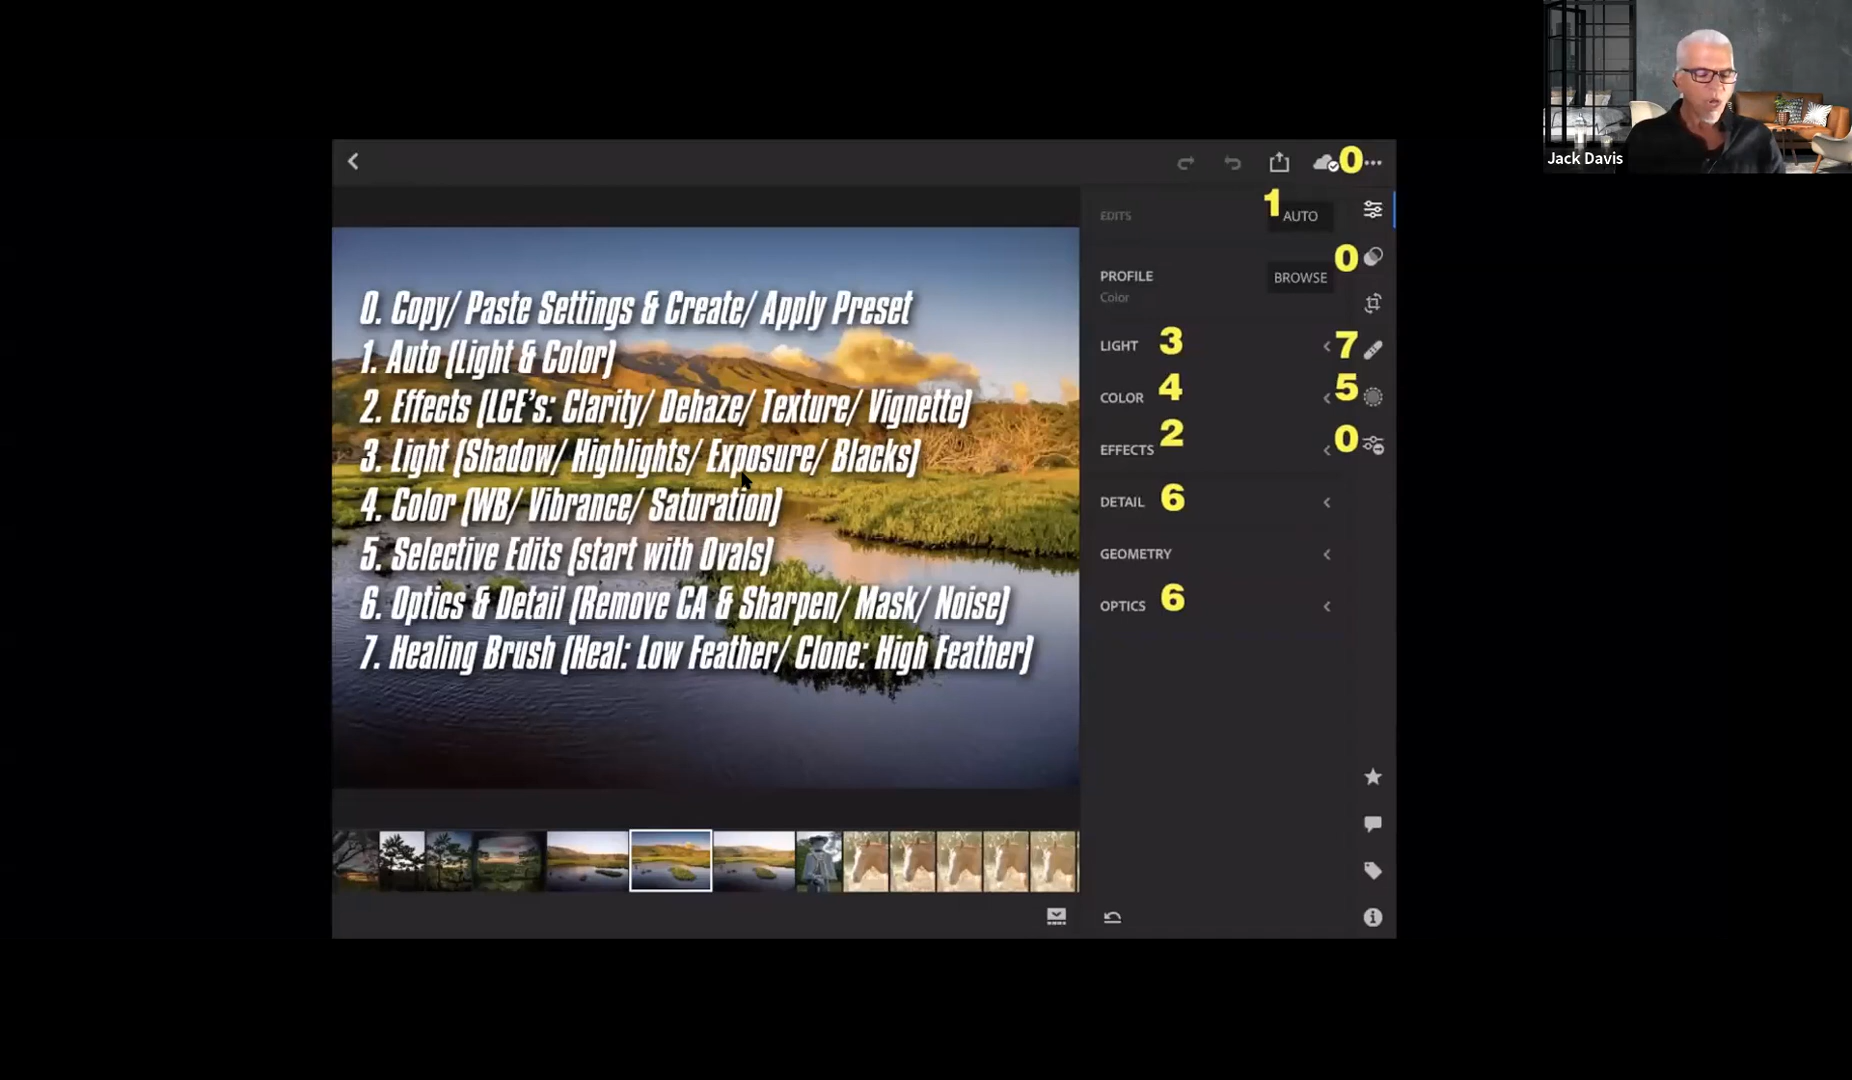 Jack Davis
0
1
EDITS
AUTO
0
PROFILE
BROWSE
Color
0. Copy/ Paste Settings & Create/ Apply Preset
1. Auto (Light & Color)
2. Effects (LCE's: Clarity/ Dehaze/ Texture/ Vignette)
3. Light (Shadow/ Highlights/ Exposure/ Blacks)
4. Color (WB/ Vibrance/ Saturation)
5. Selective Edits (start with Ovals)
6. Optics & Detail (Remove CA & Sharpen/ Mask/ Noise)
7. Healing Brush (Heal: Low Feather/ Clone: High Feather)
LIGHT 3
7
COLOR 4
5
EFFECTS 2
0
DETAIL 6
GEOMETRY
OPTICS 6